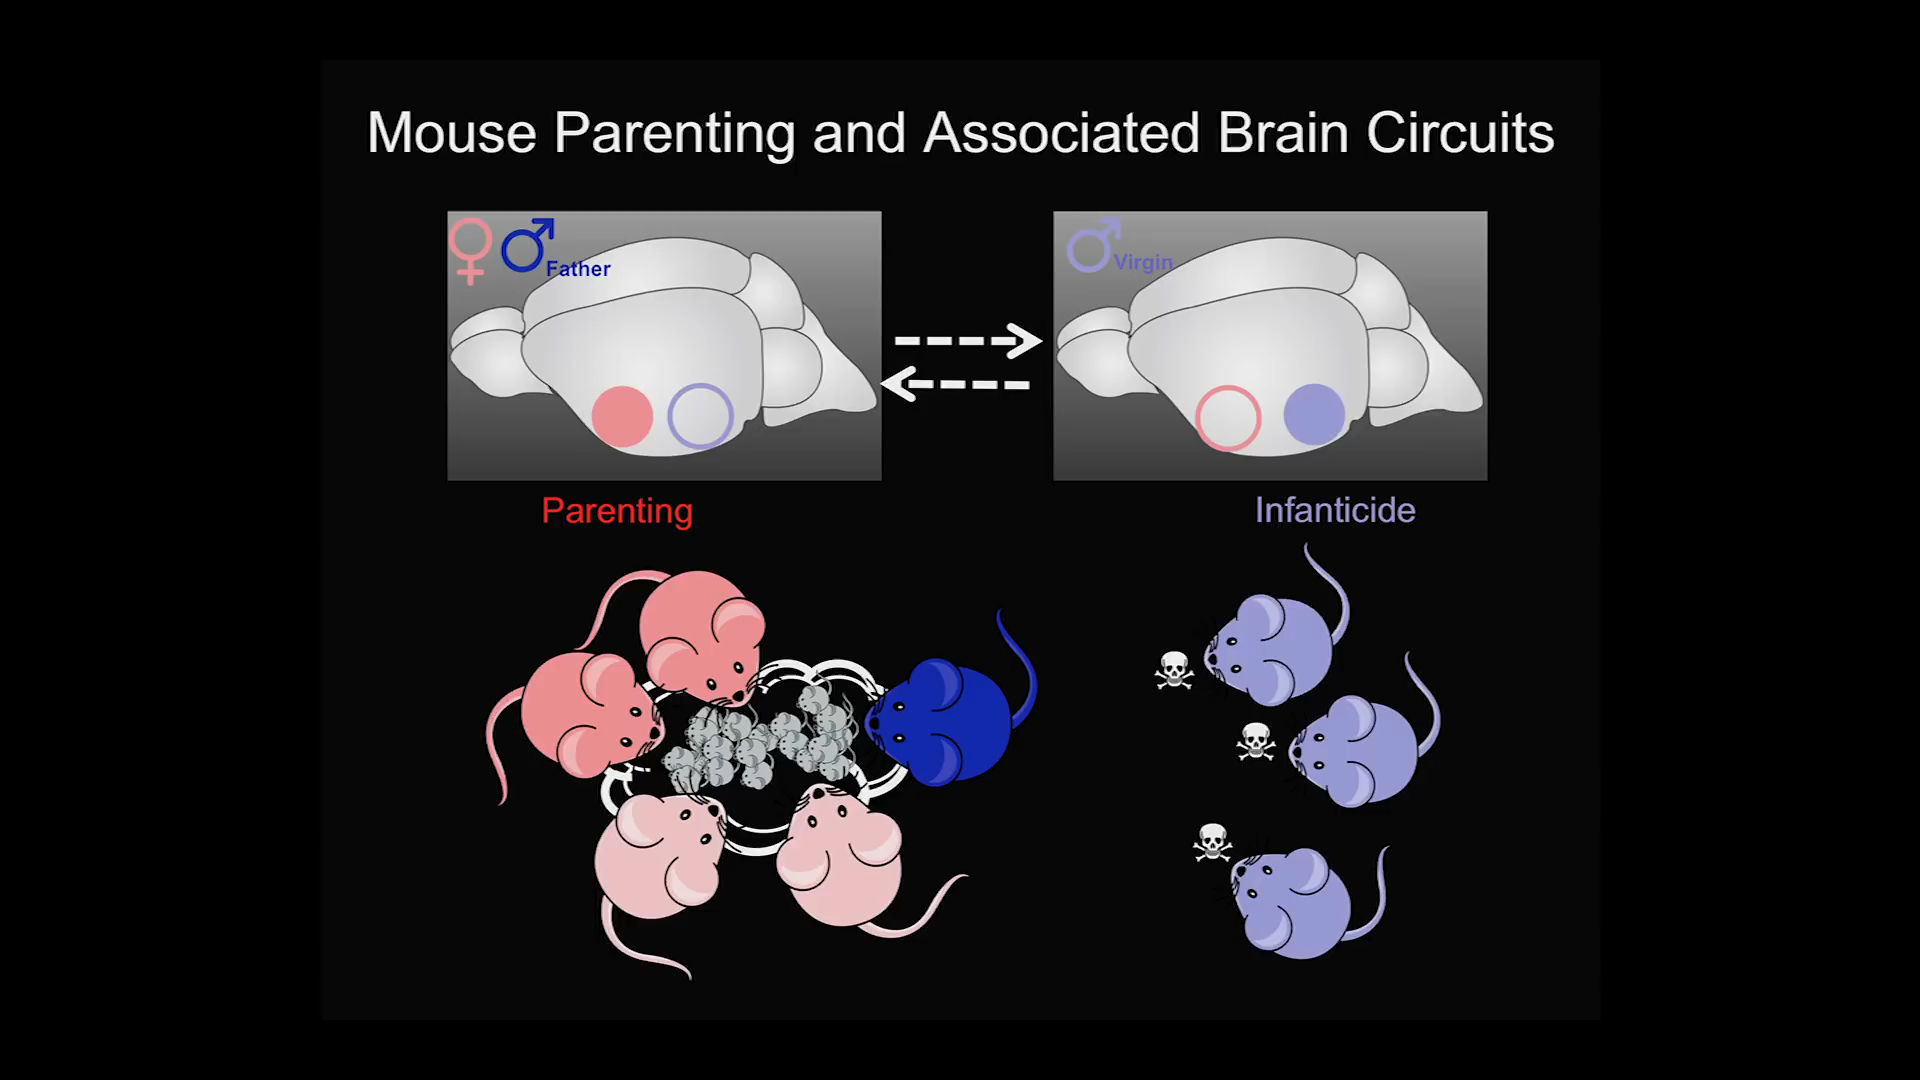 Mouse Parenting and Associated Brain Circuits
Father
Virgin
Parenting
Infanticide